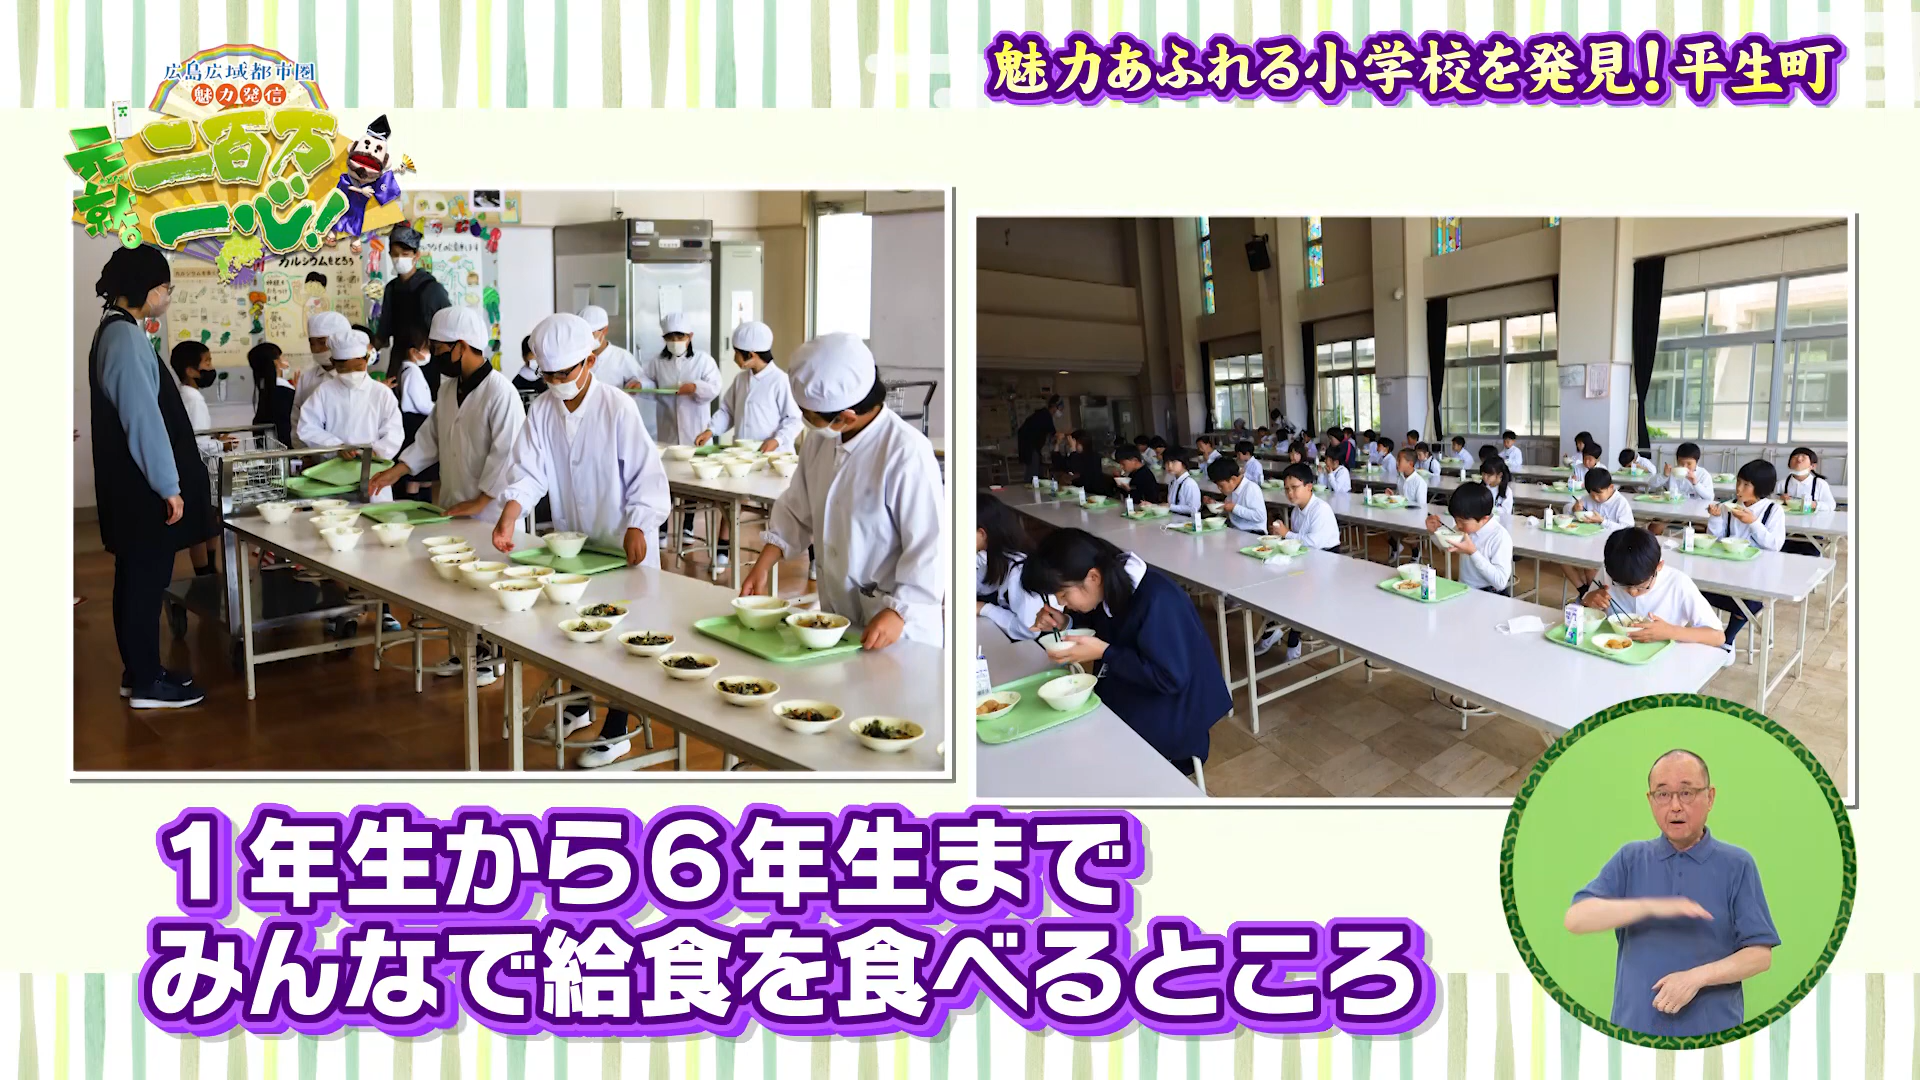 広島広域都市圏
魅力発信
元就。
二百万
一心!
魅力あふれる小学校を発見!平生町
カルシウムをとろう
1年生から6年生まで
みんなで給食を食べるところ